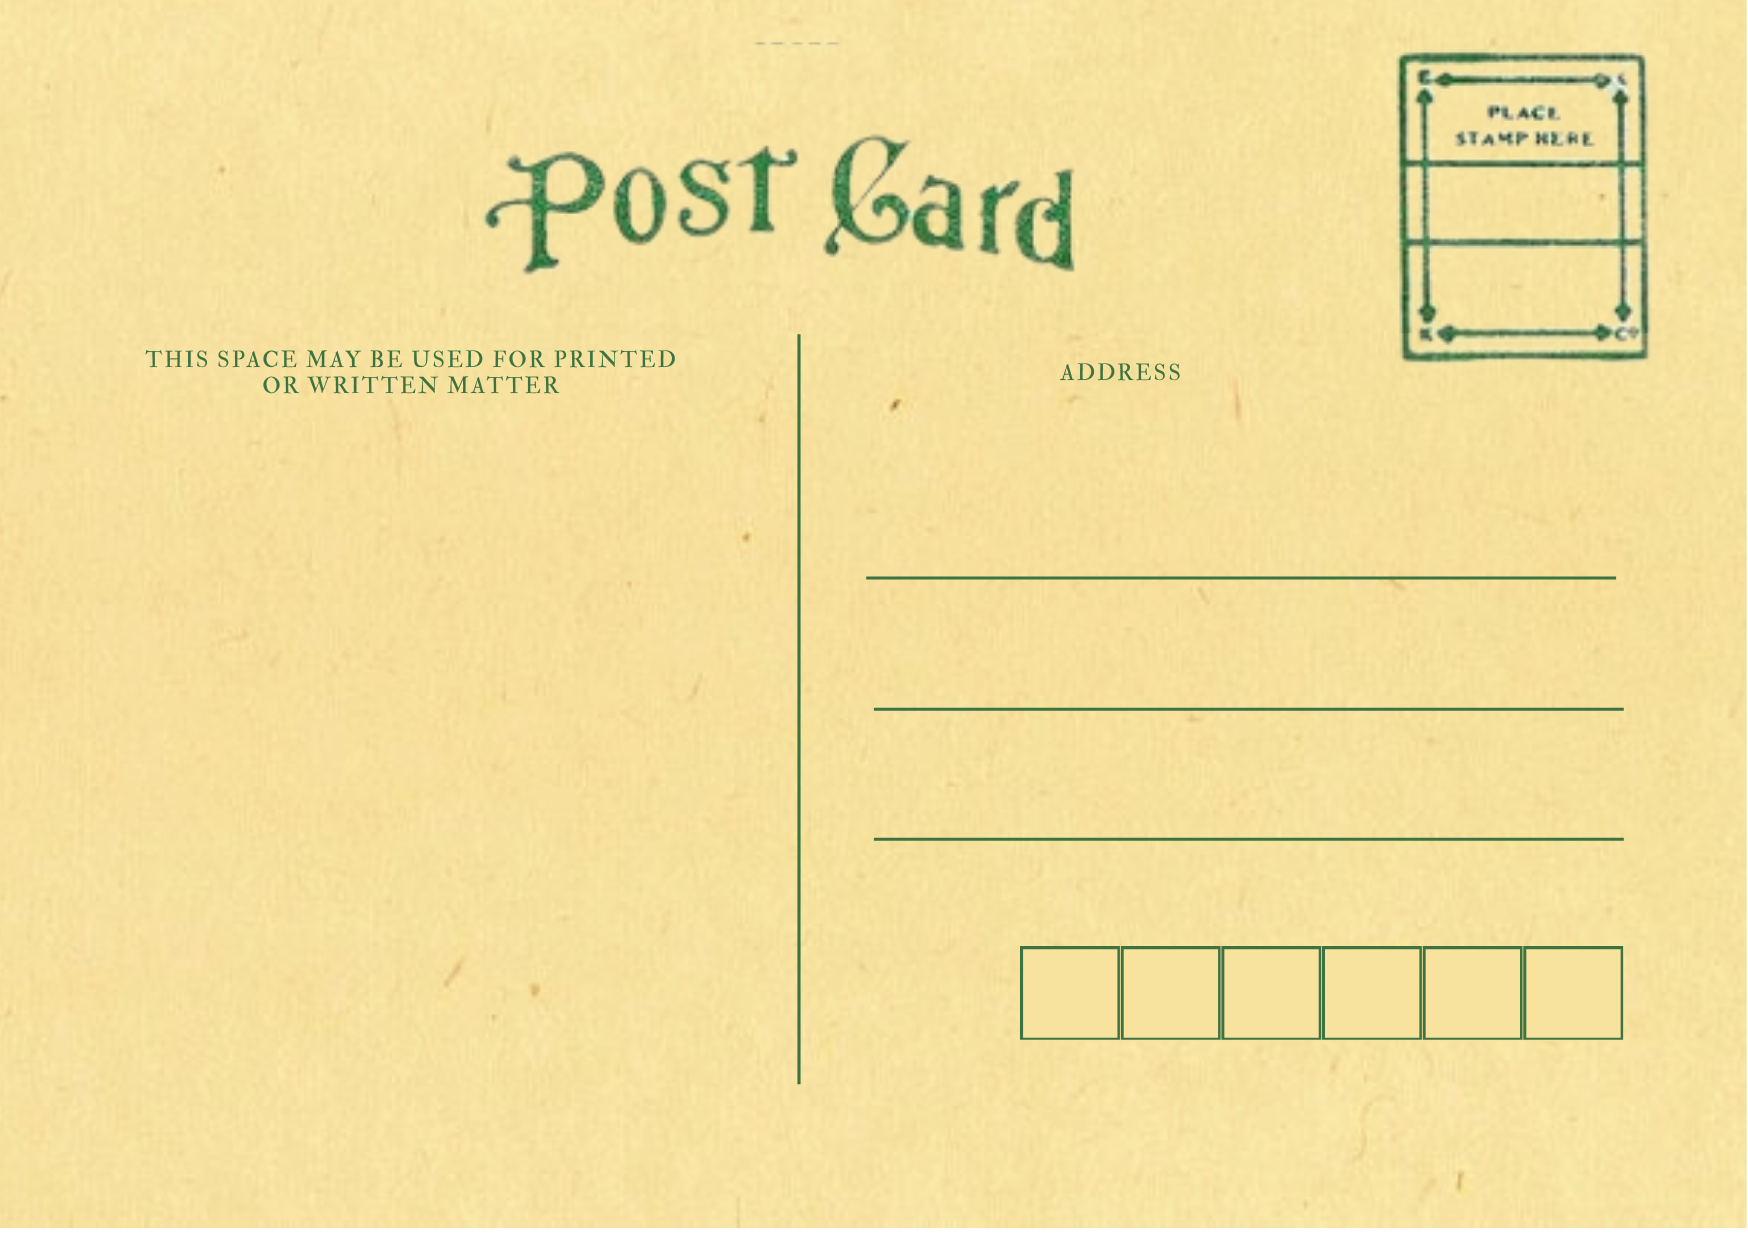 Post Card
PLACE
STAMP HERE
THIS SPACE MAY BE USED FOR PRINTED
OR WRITTEN MATTER
ADDRESS